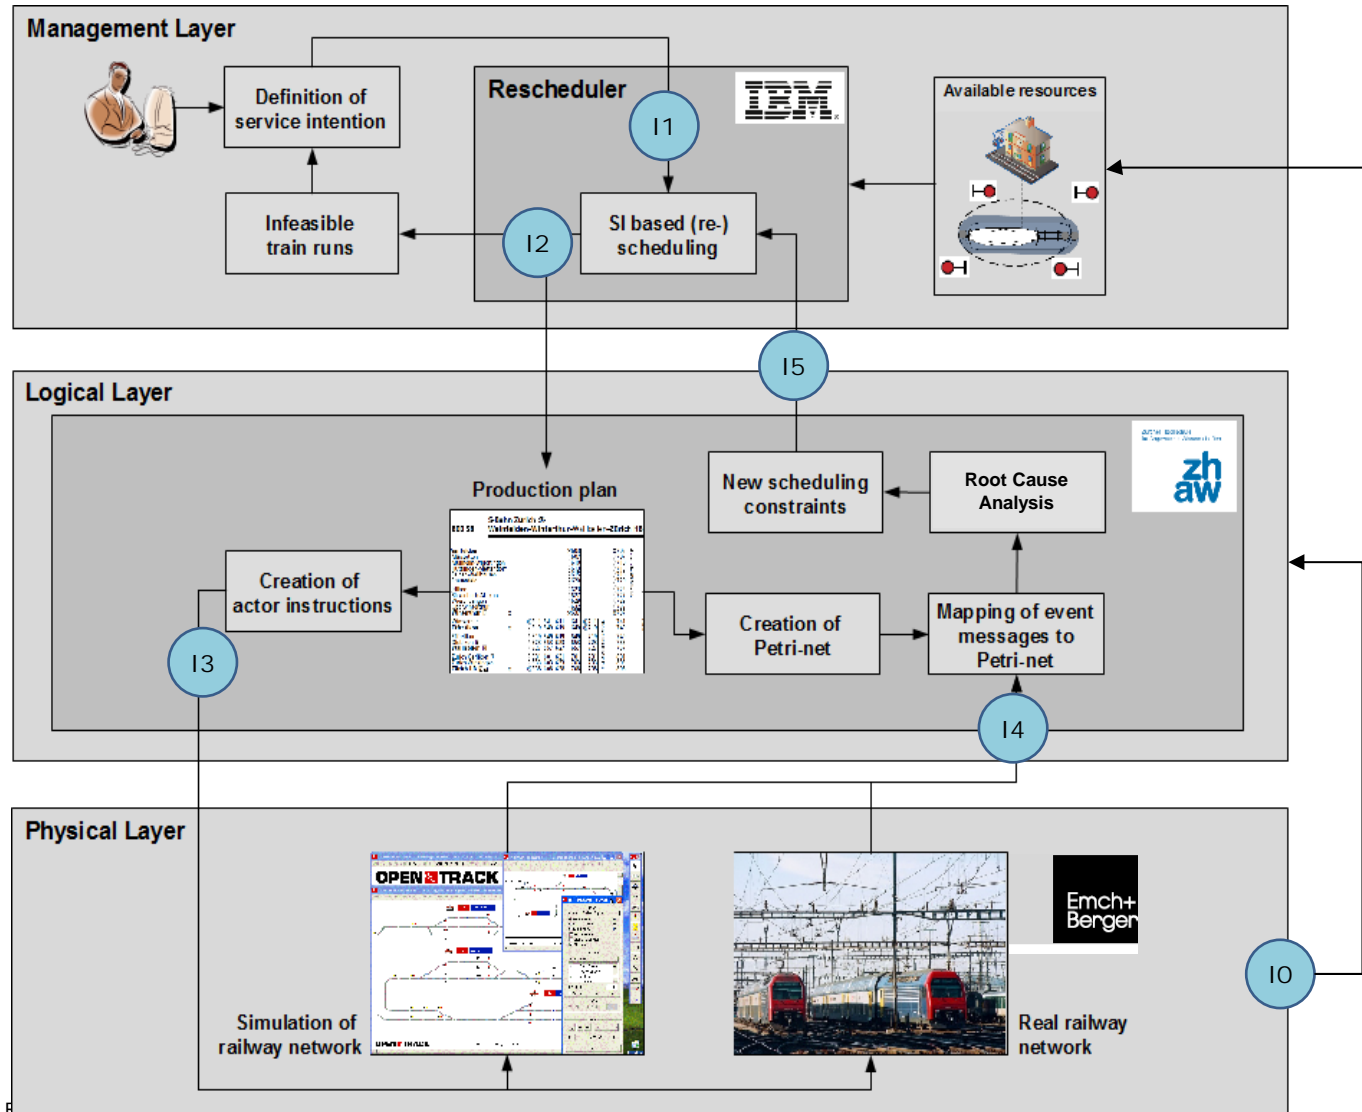 Management Layer
Definition of
service intention
Rescheduler
IBM
Available resources
I1
Infeasible
train runs
I2
SI based (re-)
scheduling
I5
Logical Layer
zh
aw
Production plan
New scheduling
constraints
Root Cause
Analysis
Creation of
actor instructions
Creation of
Petri-net
Mapping of event
messages to
Petri-net
I3
I4
Physical Layer
OPEN TRACK
Emch+
Berger
I0
Simulation of
railway network
Real railway
network